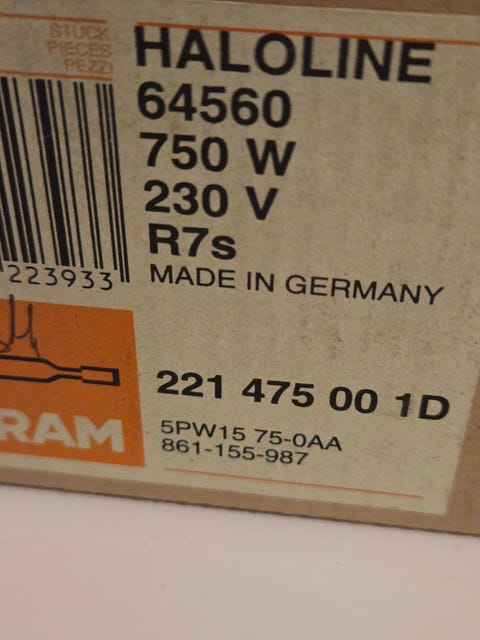 STÜCK
PIECES
PEZZI
HALOLINE
64560
750 W
230 V
R7s
MADE IN GERMANY
223933
221 475 00 1D
5PW15 75-0AA
861-155-987
RAM